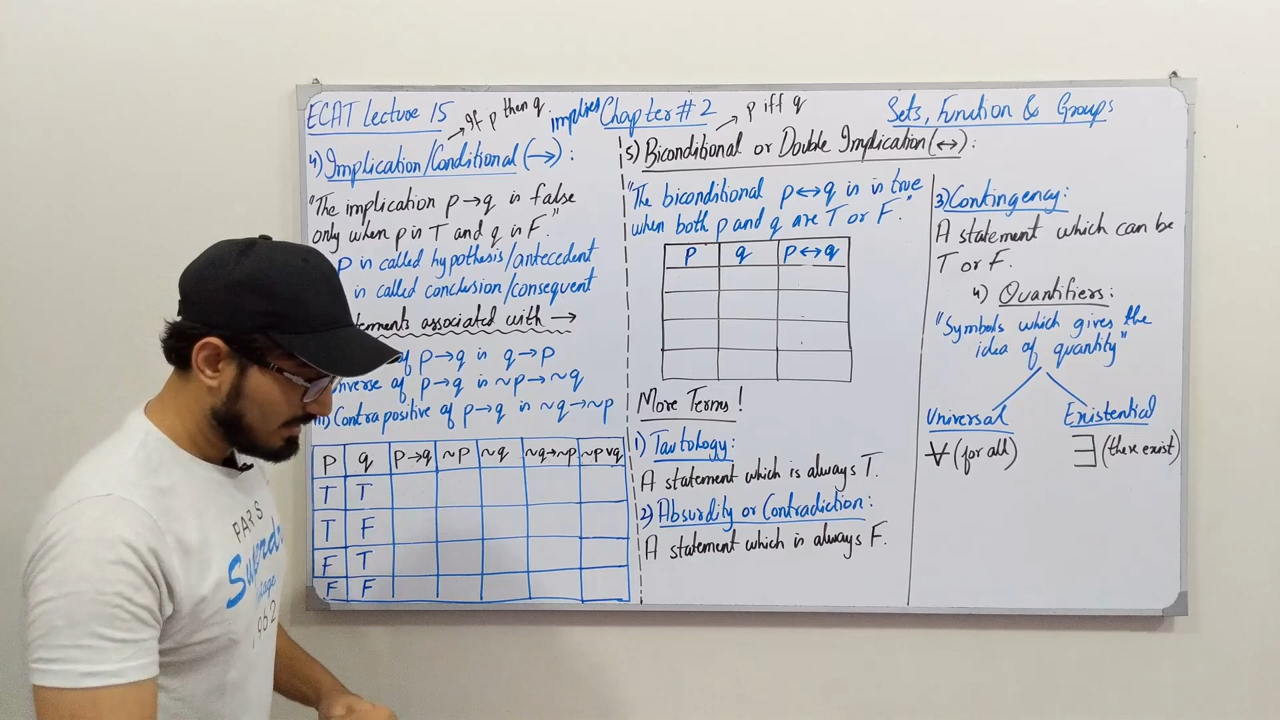 ECAT Lecture 15
Chapter # 2
Sets, Function & Groups
→ If p then q. implies
4) Implication/Conditional (→):
"The implication p→q is false
only when p is T and q is F."
P is called hypothesis/antecedent
is called conclusion/consequent
associated with →
of p→q is q→p
of p→q is ~p→~q
Contrapositive of p→q is ~q→~p
P q p→q ~p ~q ~q→~p ~p∨q
T T
T F
F T
F F
→ p iff q
5) Biconditional or Double Implication (↔):
"The biconditional p↔q is is true
when both p and q are T or F."
P q p↔q
More Terms!
1) Tautology:
A statement which is always T.
2) Absurdity or Contradiction:
A statement which is always F.
3) Contingency:
A statement which can be
T or F.
4) Quantifiers:
"Symbols which gives the
idea of quantity"
Universal Existential
∀ (for all) ∃ (there exist)
PARIS
1962